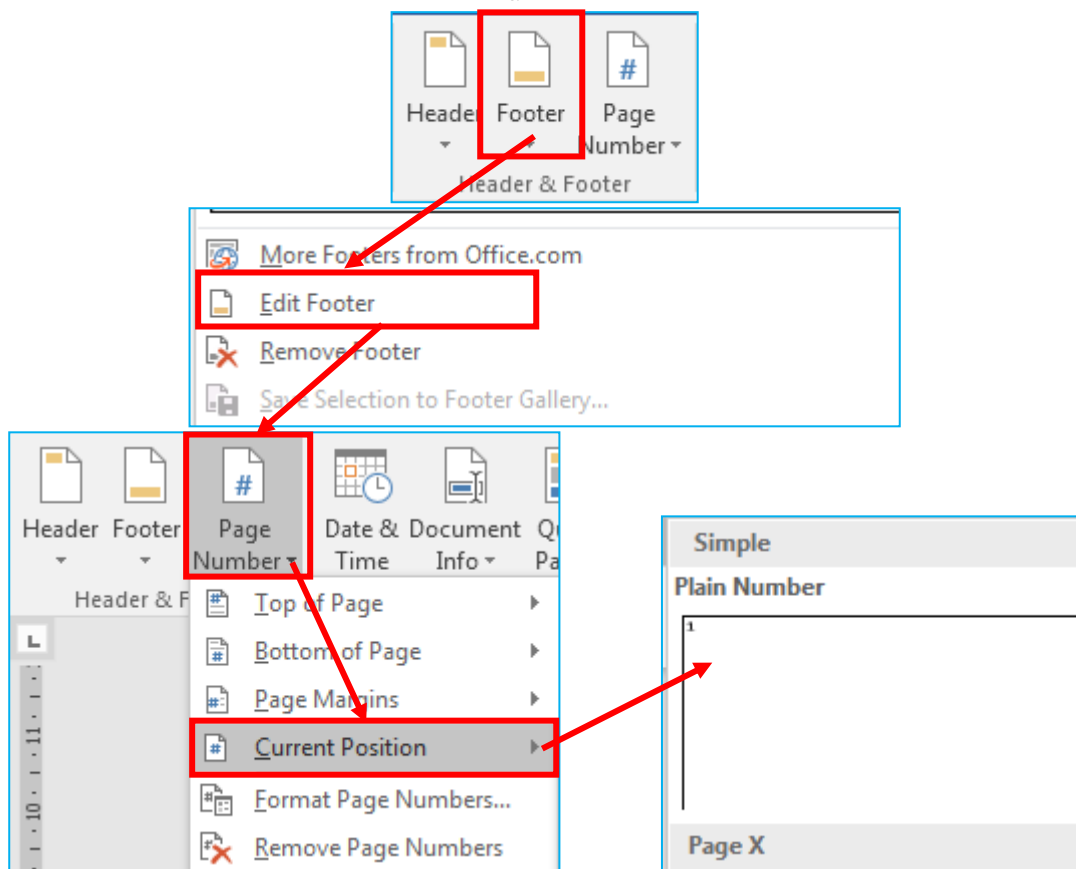 Header Footer Page
Number
Header & Footer
More Footers from Office.com
Edit Footer
Remove Footer
Save Selection to Footer Gallery...
Header Footer Page Date & Document
Number Time Info
Header & F
Top of Page
Bottom of Page
Page Margins
Current Position
Format Page Numbers...
Remove Page Numbers
11
10
Simple
Plain Number
1
Page X